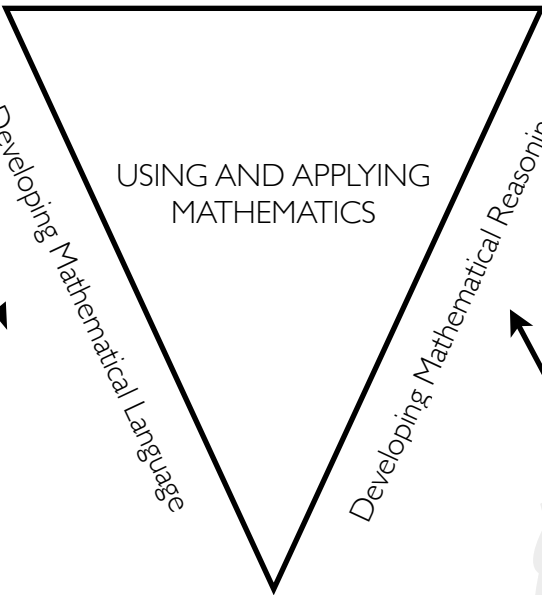 USING AND APPLYING
MATHEMATICS
Developing Mathematical Language
Developing Mathematical Reasonin